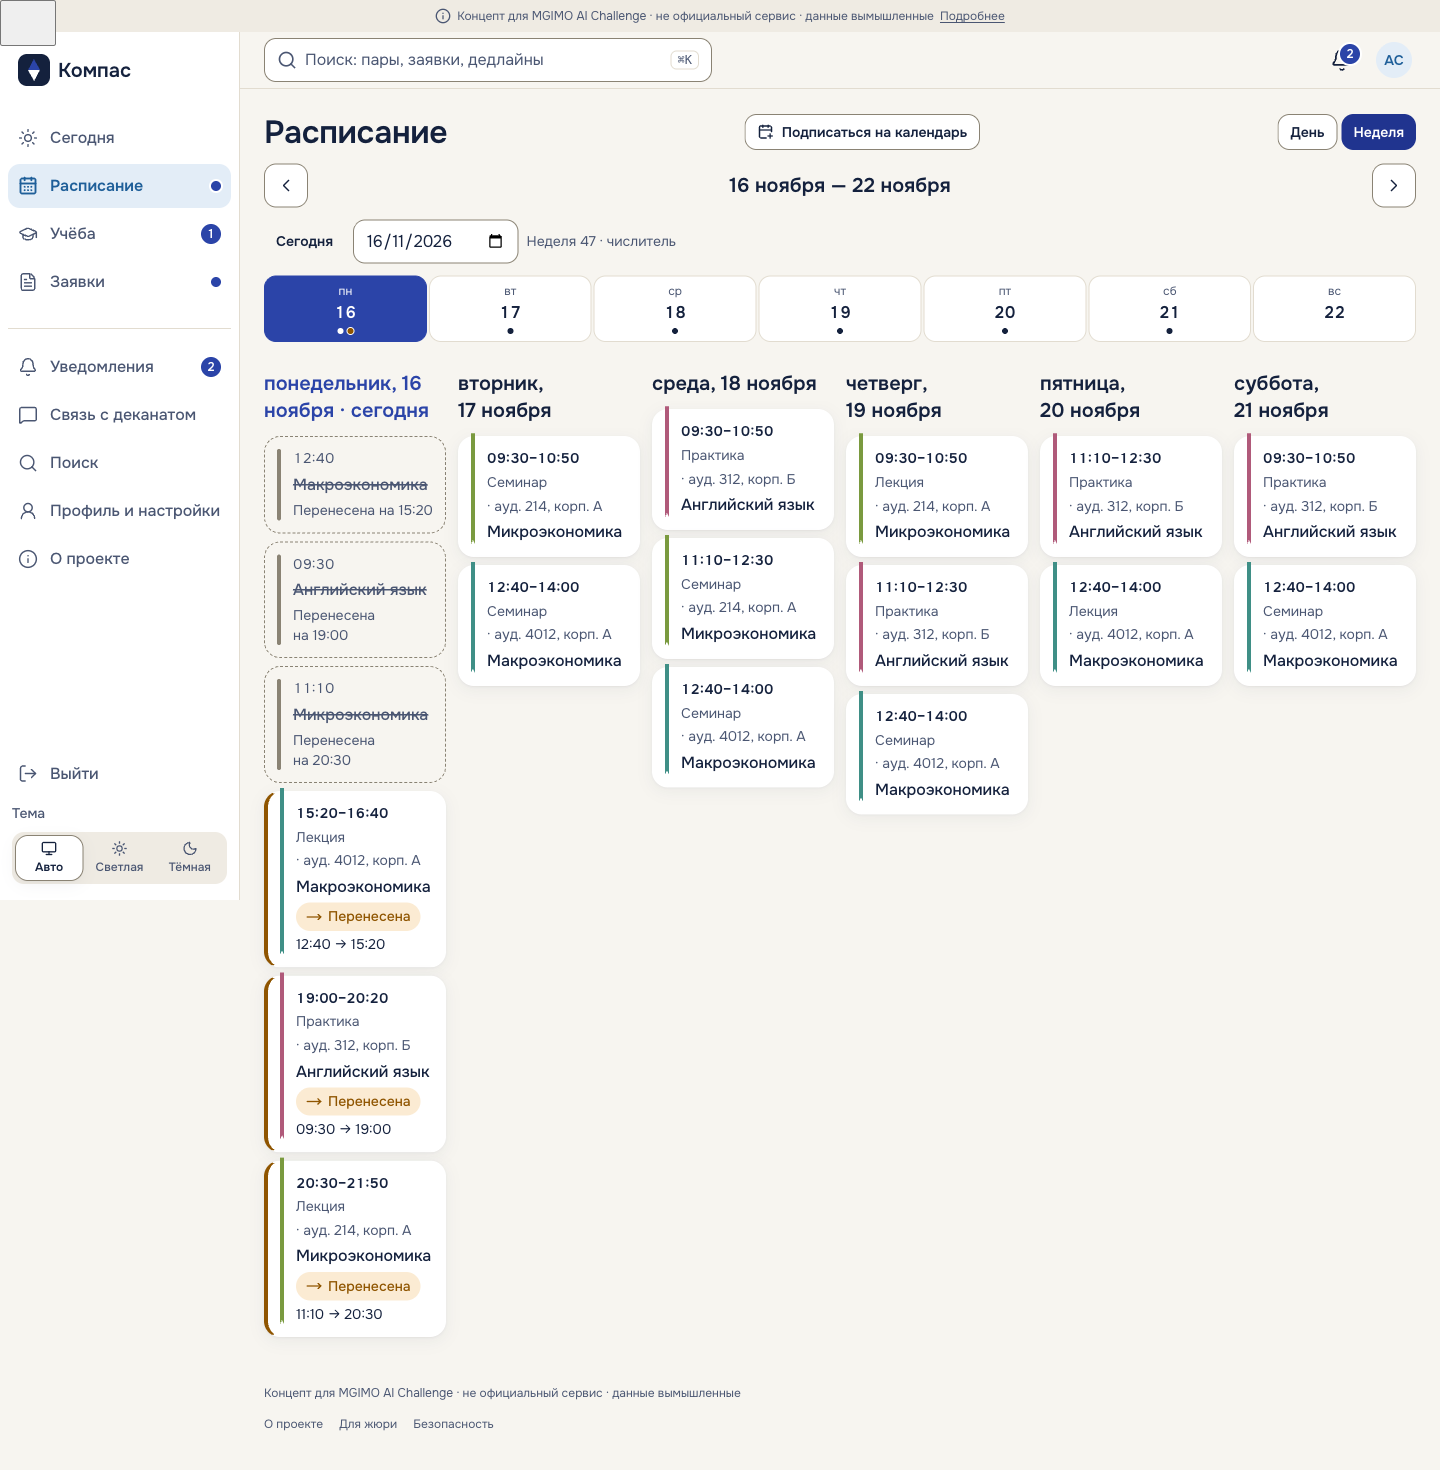 Концепт для MGIMO AI Challenge · не официальный сервис · данные вымышленные Подробнее
Компас
Сегодня
Расписание
Учёба 1
Заявки
Уведомления 2
Связь с деканатом
Поиск
Профиль и настройки
О проекте
Выйти
Тема
Авто
Светлая
Тёмная
Поиск: пары, заявки, дедлайны
⌘K
2
АС
Расписание
Подписаться на календарь
День
Неделя
16 ноября — 22 ноября
Сегодня
16/11/2026
Неделя 47 · числитель
пн
16
вт
17
ср
18
чт
19
пт
20
сб
21
вс
22
понедельник, 16
ноября · сегодня
12:40
Макроэкономика
Перенесена на 15:20
09:30
Английский язык
Перенесена
на 19:00
11:10
Микроэкономика
Перенесена
на 20:30
15:20–16:40
Лекция
· ауд. 4012, корп. А
Макроэкономика
→ Перенесена
12:40 → 15:20
19:00–20:20
Практика
· ауд. 312, корп. Б
Английский язык
→ Перенесена
09:30 → 19:00
20:30–21:50
Лекция
· ауд. 214, корп. А
Микроэкономика
→ Перенесена
11:10 → 20:30
вторник,
17 ноября
09:30–10:50
Семинар
· ауд. 214, корп. А
Микроэкономика
12:40–14:00
Семинар
· ауд. 4012, корп. А
Макроэкономика
среда, 18 ноября
09:30–10:50
Практика
· ауд. 312, корп. Б
Английский язык
11:10–12:30
Семинар
· ауд. 214, корп. А
Микроэкономика
12:40–14:00
Семинар
· ауд. 4012, корп. А
Макроэкономика
четверг,
19 ноября
09:30–10:50
Лекция
· ауд. 214, корп. А
Микроэкономика
11:10–12:30
Практика
· ауд. 312, корп. Б
Английский язык
12:40–14:00
Семинар
· ауд. 4012, корп. А
Макроэкономика
пятница,
20 ноября
11:10–12:30
Практика
· ауд. 312, корп. Б
Английский язык
12:40–14:00
Лекция
· ауд. 4012, корп. А
Макроэкономика
суббота,
21 ноября
09:30–10:50
Практика
· ауд. 312, корп. Б
Английский язык
12:40–14:00
Семинар
· ауд. 4012, корп. А
Макроэкономика
Концепт для MGIMO AI Challenge · не официальный сервис · данные вымышленные
О проекте
Для жюри
Безопасность